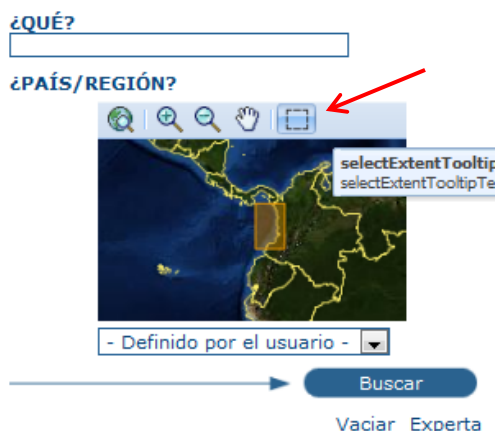 ¿QUÉ?
¿PAÍS/REGIÓN?
selectExtentTooltip
selectExtentTooltipTe
- Definido por el usuario -
Buscar
Vaciar Experta